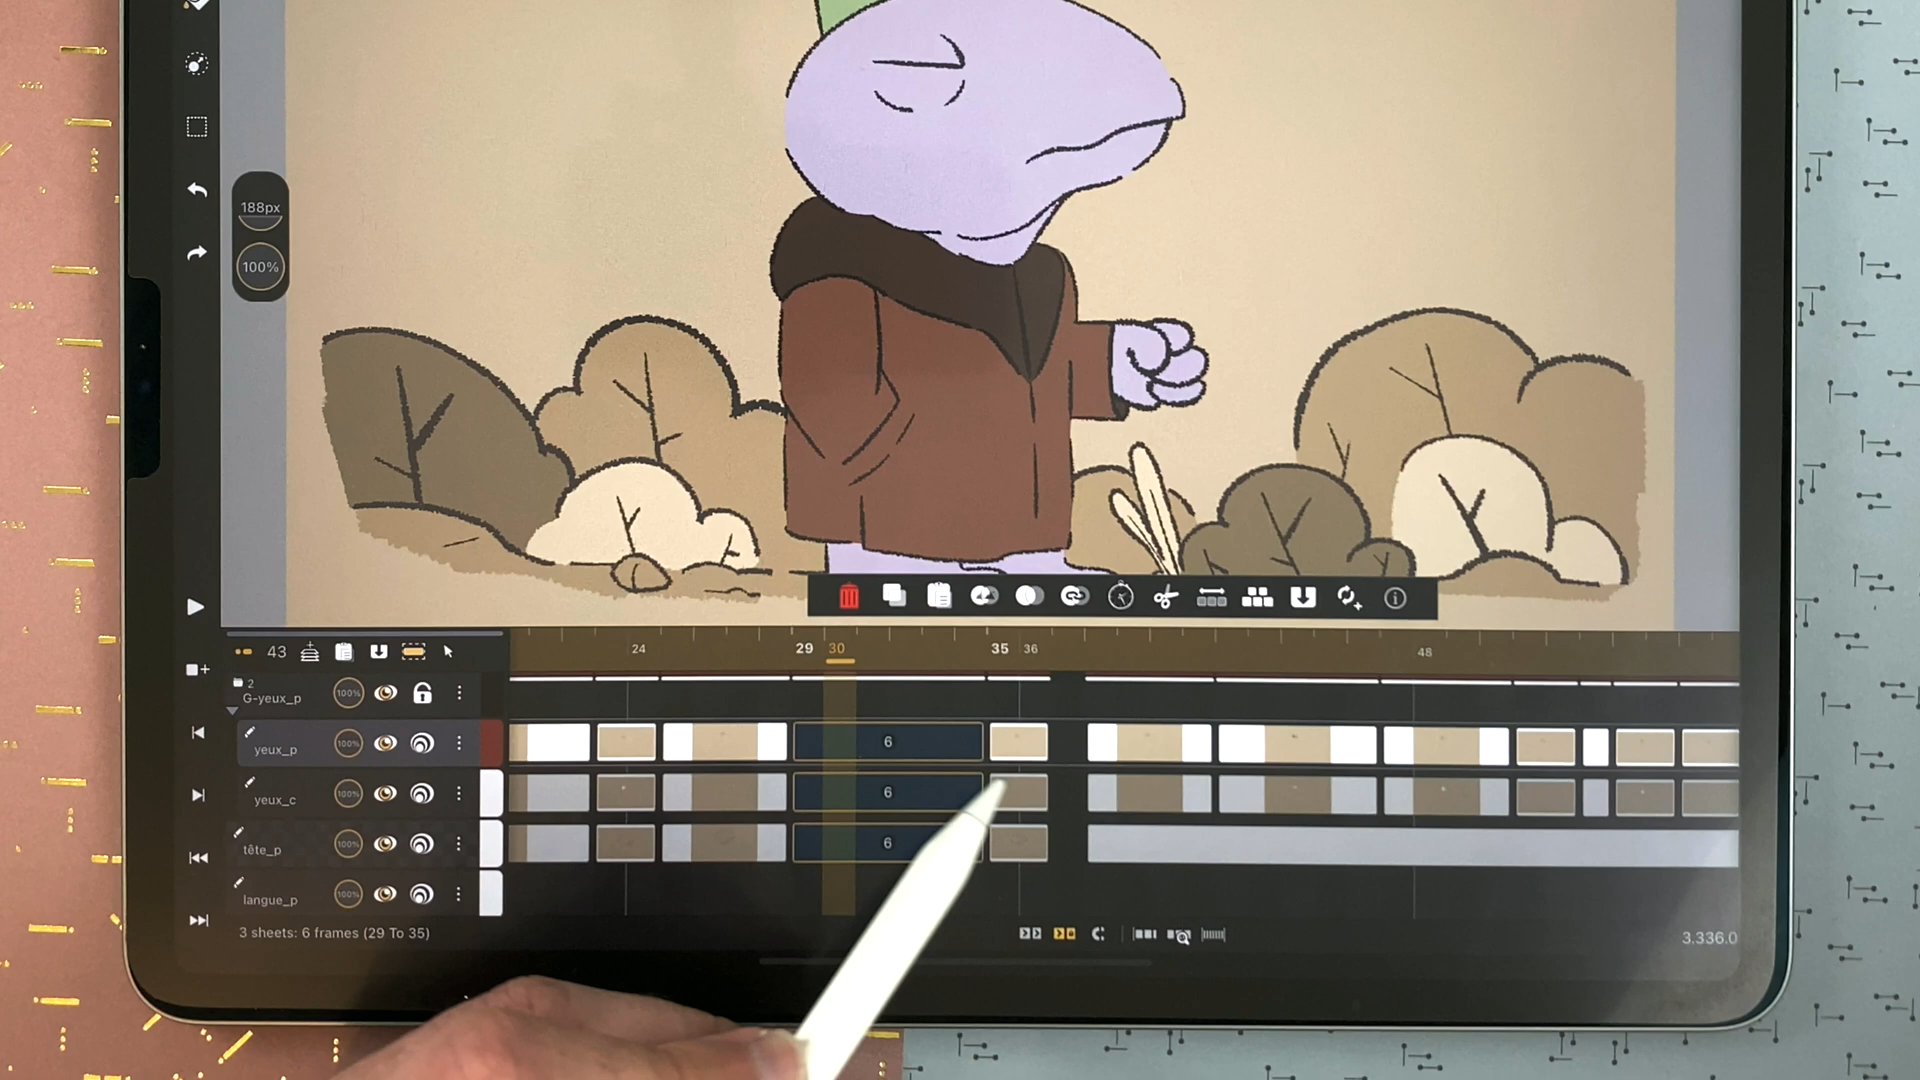 188px
100%
43
24
29
30
35
36
48
2
G-yeux_p
100%
yeux_p
100%
6
yeux_c
100%
6
tête_p
100%
6
langue_p
100%
3 sheets: 6 frames (29 To 35)
3.336.0